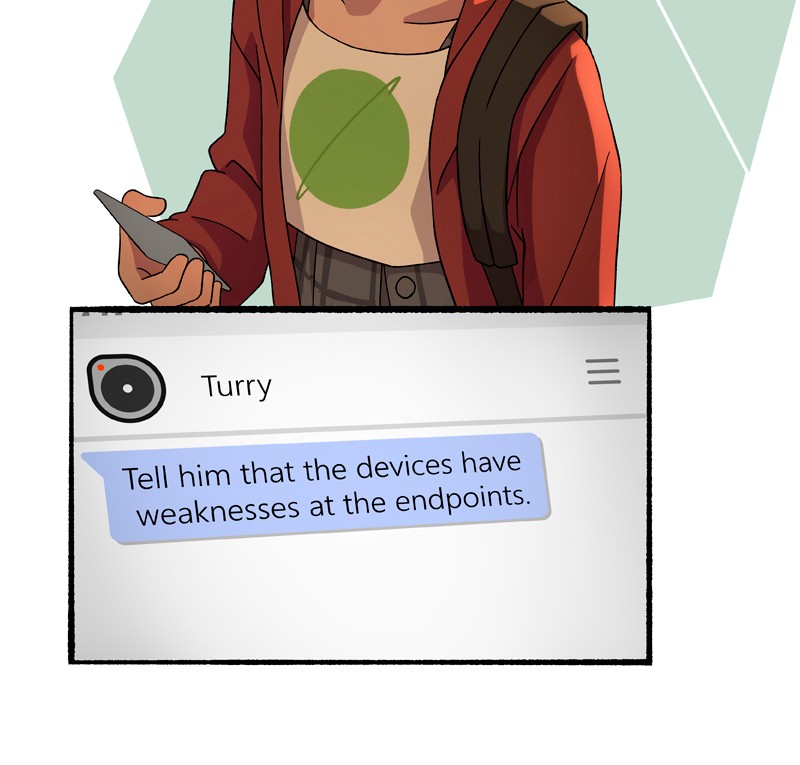 Turry
Tell him that the devices have
weaknesses at the endpoints.